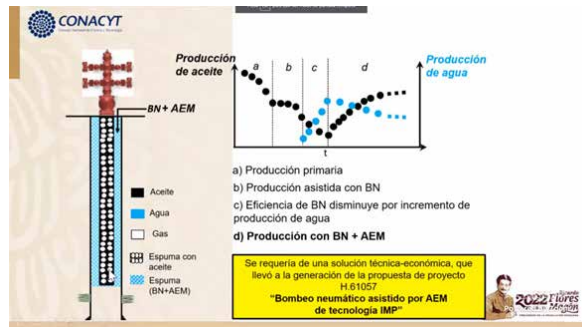 CONACYT
Producción
de aceite
a
b
c
d
Producción
de agua
t
BN + AEM
Aceite
Agua
Gas
Espuma con
aceite
Espuma
(BN+AEM)
a) Producción primaria
b) Producción asistida con BN
c) Eficiencia de BN disminuye por incremento de
producción de agua
d) Producción con BN + AEM
Se requería de una solución técnica-económica, que
llevó a la generación de la propuesta de proyecto
H.61057
"Bombeo neumático asistido por AEM
de tecnología IMP"
2022 Ricardo
Flores
Magón